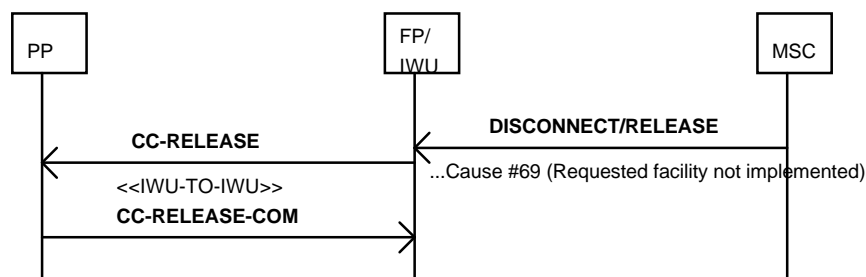 PP
FP/
IWU
MSC
DISCONNECT/RELEASE
CC-RELEASE
...Cause #69 (Requested facility not implemented)
<<IWU-TO-IWU>>
CC-RELEASE-COM